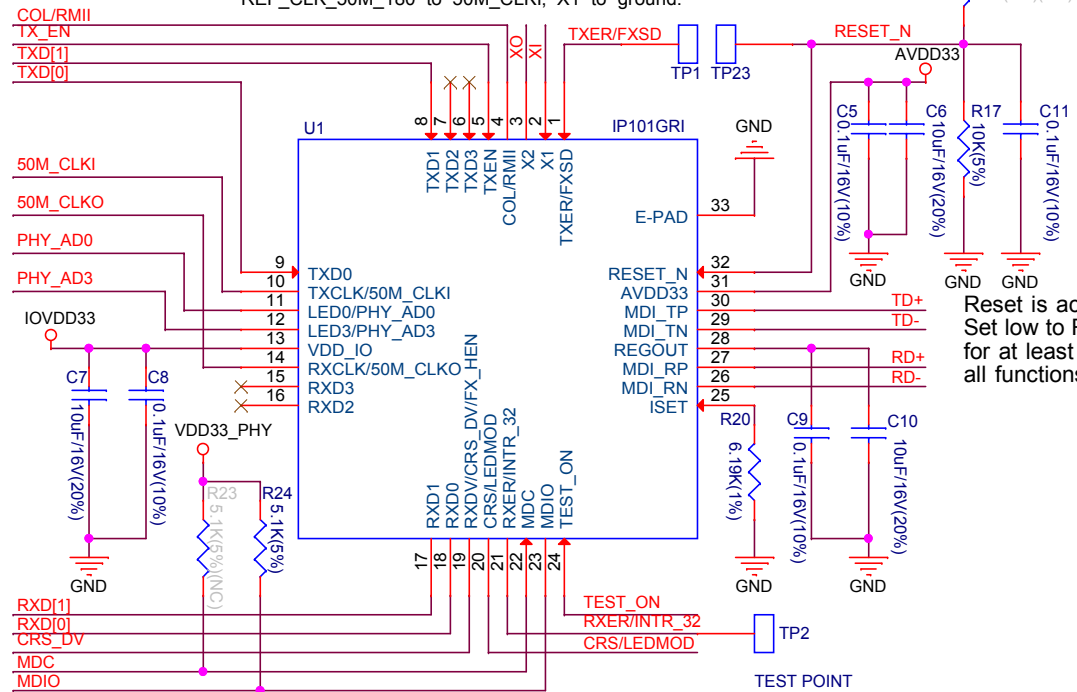 REF_CLK_50M_180 to 50M_CLKI, X1 to ground.
COL/RMII
TX_EN
TXD[1]
TXD[0]
XO
XI
TXER/FXSD
TP1
TP23
RESET_N
AVDD33
8
7
6
5
4
3
2
1
U1
IP101GRI
GND
C5
0.1uF/16V(10%)
C6
10uF/16V(20%)
R17
10K(5%)
C11
0.1uF/16V(10%)
TXD1
TXD2
TXD3
TXEN
COL/RMII
X2
X1
TXER/FXSD
50M_CLKI
50M_CLKO
PHY_AD0
PHY_AD3
IOVDD33
33
E-PAD
GND
GND
GND
9
TXD0
10
TXCLK/50M_CLKI
11
LED0/PHY_AD0
12
LED3/PHY_AD3
13
VDD_IO
14
RXCLK/50M_CLKO
15
RXD3
16
RXD2
RESET_N
32
AVDD33
31
MDI_TP
30
TD+
MDI_TN
29
TD-
REGOUT
28
MDI_RP
27
RD+
MDI_RN
26
RD-
ISET
25
Reset is ac
Set low to
for at least
all functions
C7
10uF/16V(20%)
C8
0.1uF/16V(10%)
GND
VDD33_PHY
R23
5.1K(5%)(NC)
R24
5.1K(5%)
R20
6.19K(1%)
GND
C9
0.1uF/16V(10%)
C10
10uF/16V(20%)
GND
RXD1
RXD0
RXDV/CRS_DV/FX_HEN
CRS/LEDMOD
RXER/INTR_32
MDC
MDIO
TEST_ON
17
18
19
20
21
22
23
24
RXD[1]
RXD[0]
CRS_DV
MDC
MDIO
TEST_ON
RXER/INTR_32
CRS/LEDMOD
TP2
TEST POINT